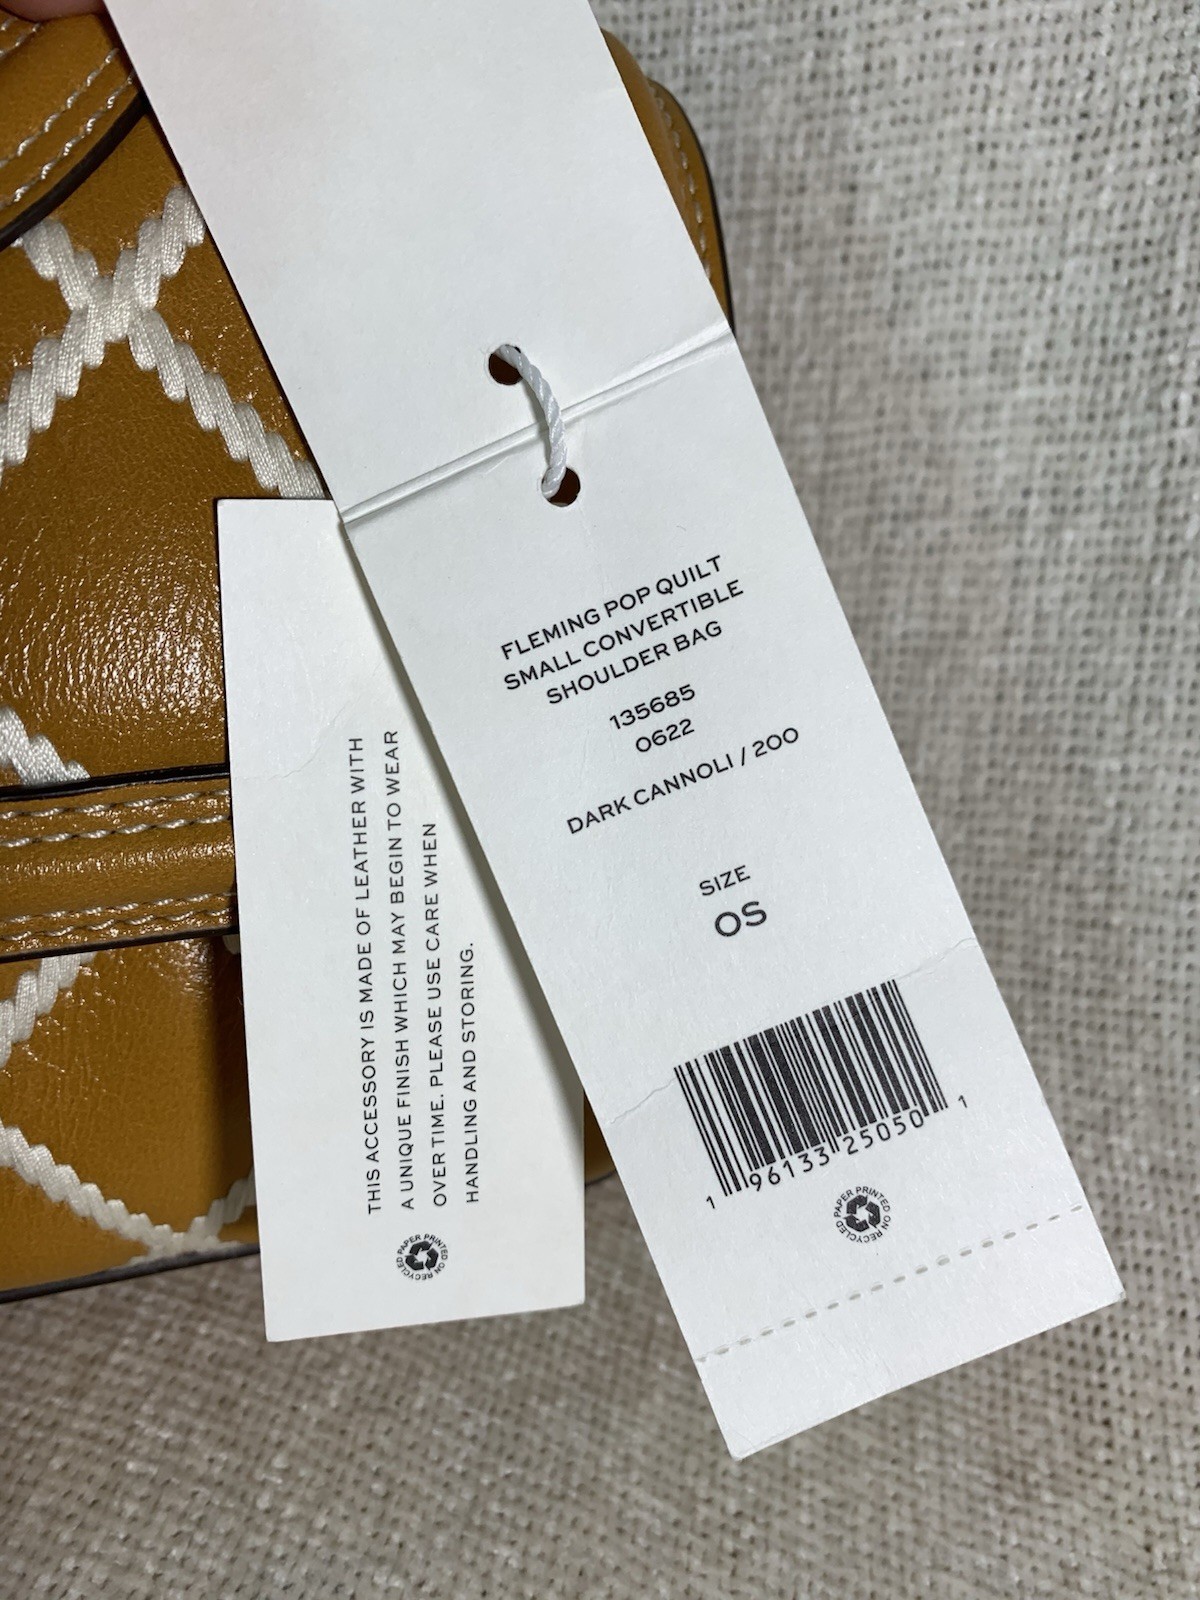 FLEMING POP QUILT
SMALL CONVERTIBLE
SHOULDER BAG
135685
0622
DARK CANNOLI / 200
SIZE
OS
1 96133 25050 1
PRINTED ON RECYCLED PAPER
THIS ACCESSORY IS MADE OF LEATHER WITH
A UNIQUE FINISH WHICH MAY BEGIN TO WEAR
OVER TIME. PLEASE USE CARE WHEN
HANDLING AND STORING.
PRINTED ON RECYCLED PAPER